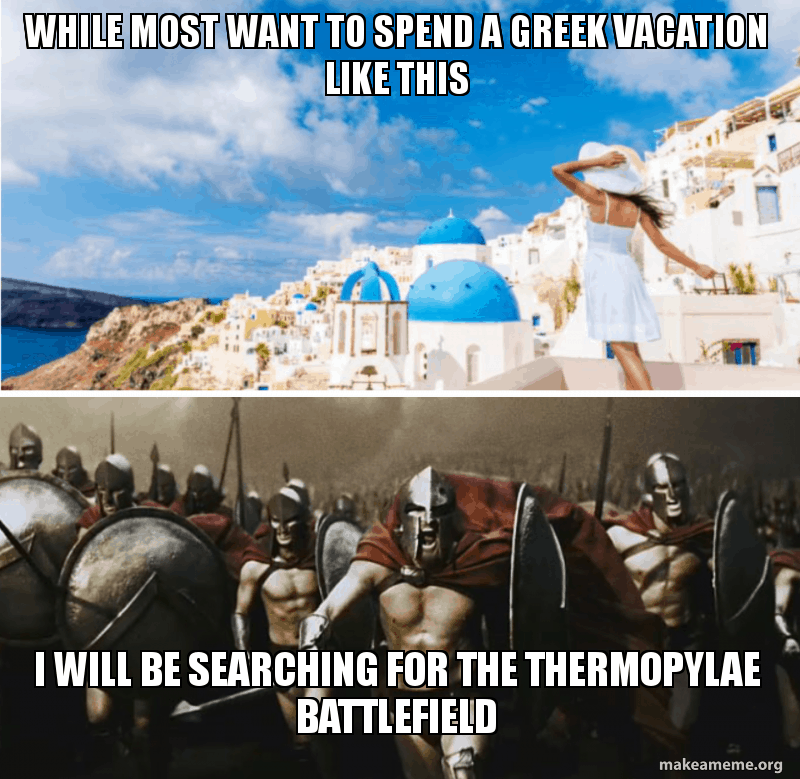 WHILE MOST WANT TO SPEND A GREEK VACATION
LIKE THIS
I WILL BE SEARCHING FOR THE THERMOPYLAE
BATTLEFIELD
makeameme.org